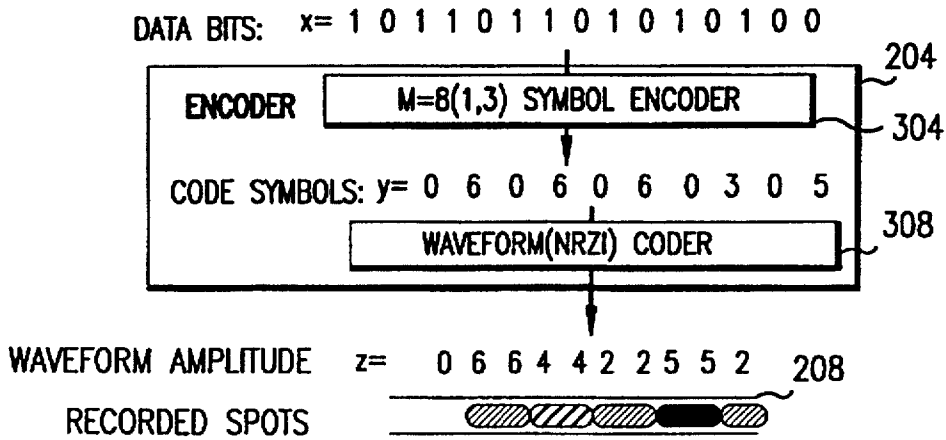 DATA BITS: x= 1 0 1 1 0 1 1 0 1 0 1 0 1 0 0
204
ENCODER
M=8(1,3) SYMBOL ENCODER
304
CODE SYMBOLS: y= 0 6 0 6 0 6 0 3 0 5
WAVEFORM(NRZI) CODER
308
WAVEFORM AMPLITUDE z= 0 6 6 4 4 2 2 5 5 2
208
RECORDED SPOTS